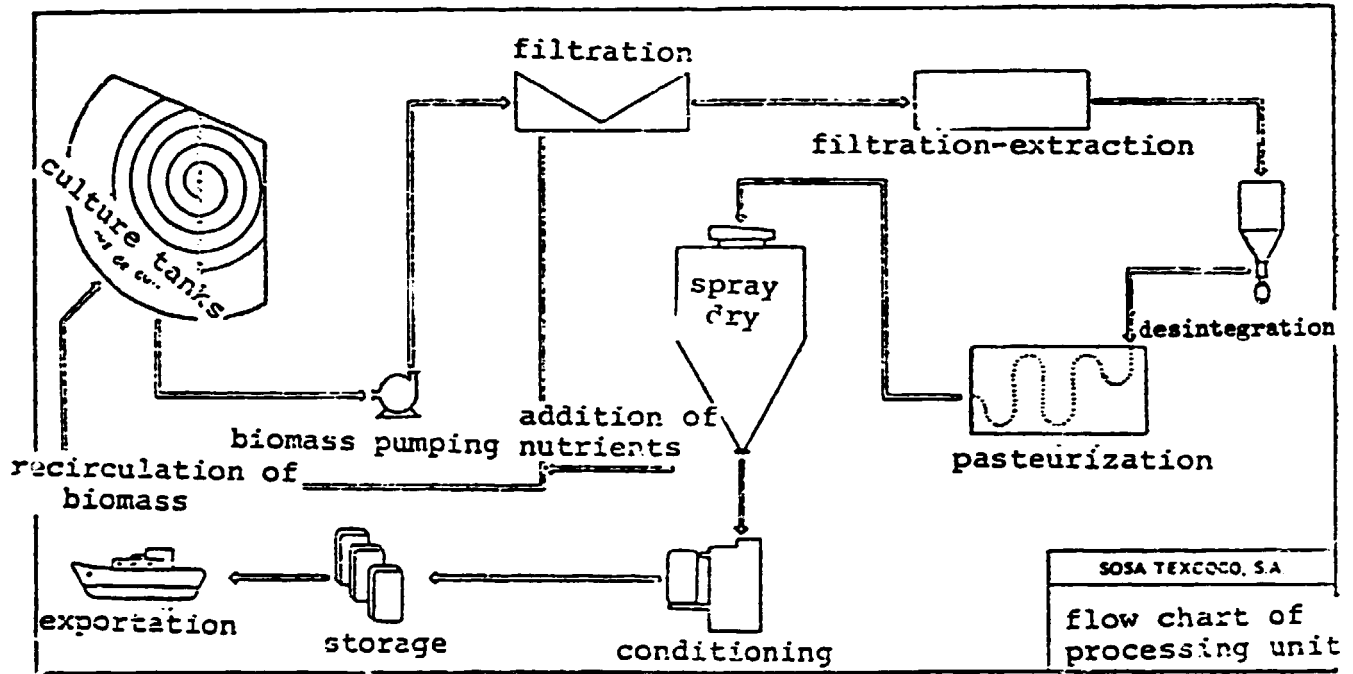 filtration
filtration-extraction
culture tanks
spray
dry
desintegration
addition of
biomass pumping nutrients
pasteurization
recirculation of
biomass
exportation
storage
conditioning
SOSA TEXCOCO, S.A.
flow chart of
processing unit